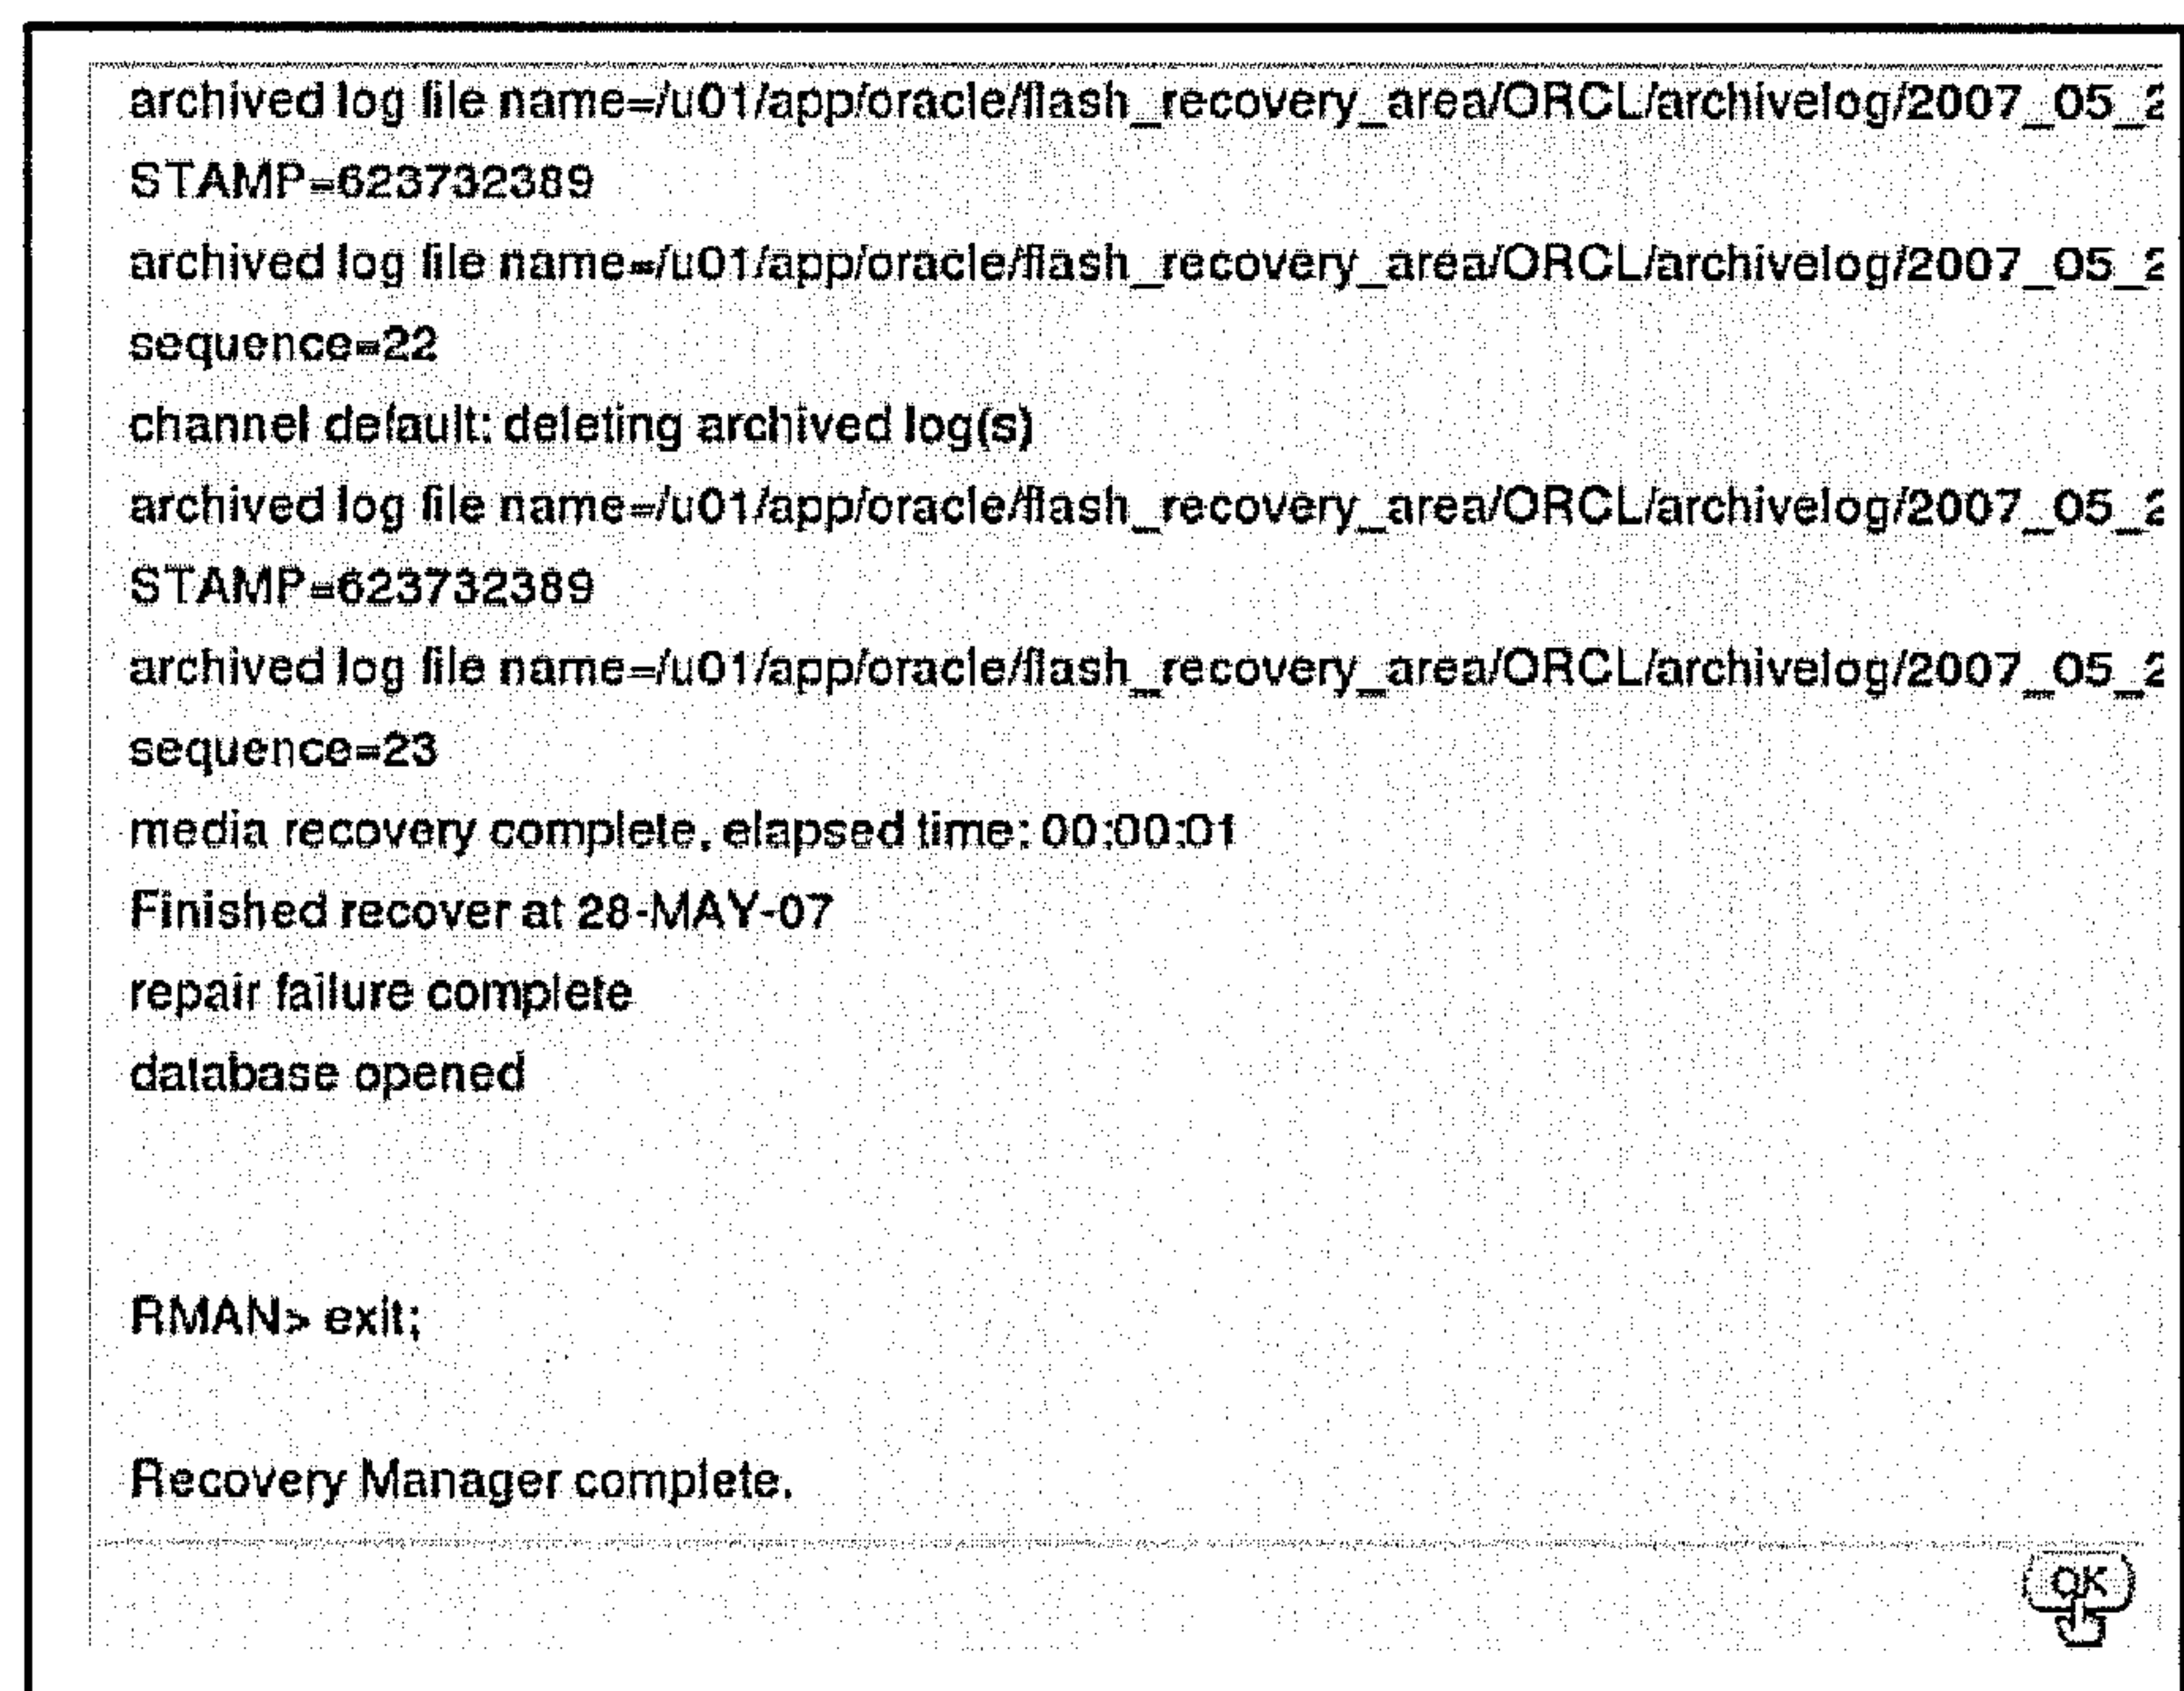 archived log file name=/u01/app/oracle/flash_recovery_area/ORCL/archivelog/2007_05_2
STAMP=623732389
archived log file name=/u01/app/oracle/flash_recovery_area/ORCL/archivelog/2007_05_2
sequence=22
channel default: deleting archived log(s)
archived log file name=/u01/app/oracle/flash_recovery_area/ORCL/archivelog/2007_05_2
STAMP=623732389
archived log file name=/u01/app/oracle/flash_recovery_area/ORCL/archivelog/2007_05_2
sequence=23
media recovery complete, elapsed time: 00:00:01
Finished recover at 28-MAY-07
repair failure complete
database opened
RMAN> exit;
Recovery Manager complete.
OK